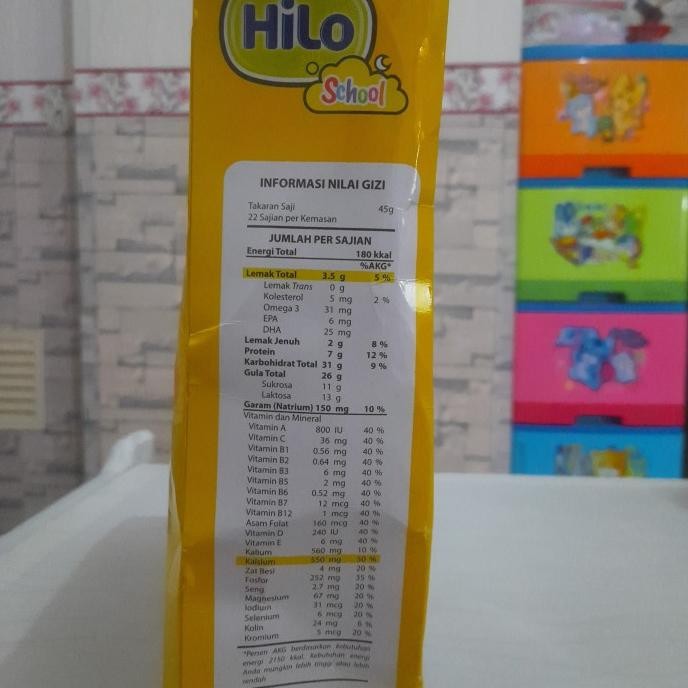 HiLo
School
INFORMASI NILAI GIZI
Takaran Saji 45g
22 Sajian per Kemasan
JUMLAH PER SAJIAN
Energi Total 180 kkal
%AKG*
Lemak Total 3.5 g 5 %
Lemak Trans 0 g
Kolesterol 5 mg 2 %
Omega 3 31 mg
EPA 6 mg
DHA 25 mg
Lemak Jenuh 2 g 8 %
Protein 7 g 12 %
Karbohidrat Total 31 g 9 %
Gula Total 26 g
Sukrosa 11 g
Laktosa 13 g
Garam (Natrium) 150 mg 10 %
Vitamin dan Mineral
Vitamin A 800 IU 40 %
Vitamin C 36 mg 40 %
Vitamin B1 0.56 mg 40 %
Vitamin B2 0.64 mg 40 %
Vitamin B3 6 mg 40 %
Vitamin B5 2 mg 40 %
Vitamin B6 0.52 mg 40 %
Vitamin B7 12 mcg 40 %
Vitamin B12 1 mcg 40 %
Asam Folat 160 mcg 40 %
Vitamin D 240 IU 40 %
Vitamin E 6 mg 40 %
Kalium 560 mg 10 %
Kalsium 550 mg 50 %
Zat Besi 4 mg 20 %
Fosfor 252 mg 35 %
Seng 2.7 mg 20 %
Magnesium 67 mg 20 %
Iodium 31 mcg 20 %
Selenium 6 mcg 20 %
Kolin 24 mg 6 %
Kromium 5 mcg 20 %
*Persen AKG berdasarkan kebutuhan
energi 2150 kkal. Kebutuhan energi
Anda mungkin lebih tinggi atau lebih
rendah